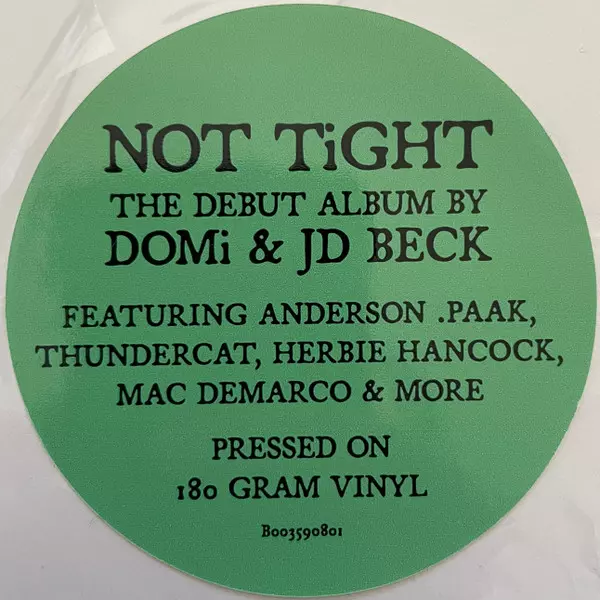 NOT TiGHT
THE DEBUT ALBUM BY
DOMi & JD BECK
FEATURING ANDERSON .PAAK,
THUNDERCAT, HERBIE HANCOCK,
MAC DEMARCO & MORE
PRESSED ON
180 GRAM VINYL
B003590801